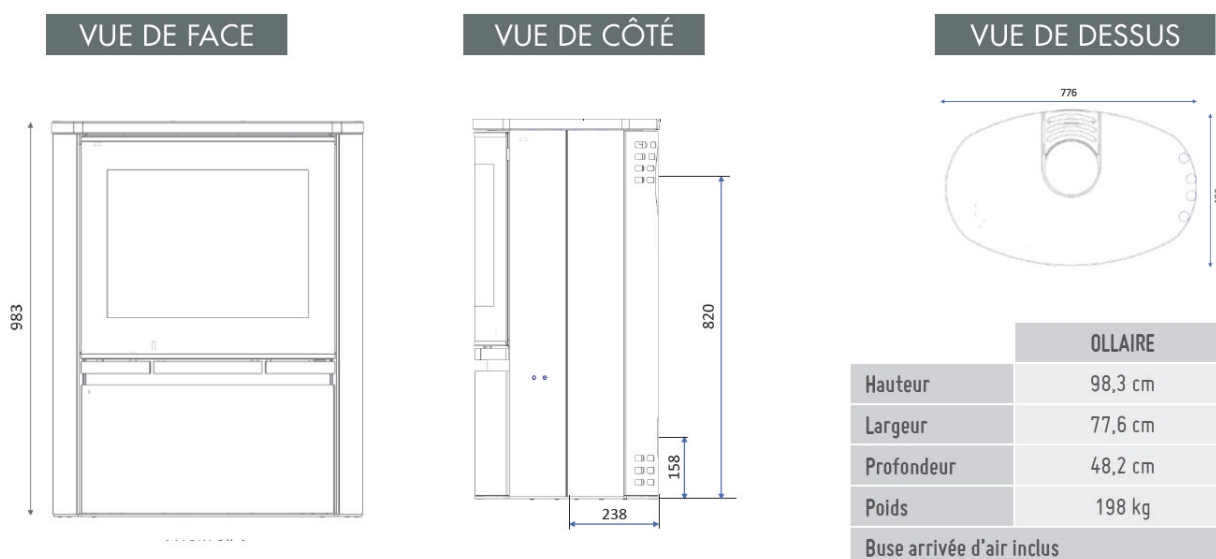 VUE DE FACE
VUE DE CÔTÉ
VUE DE DESSUS
776
983
820
158
238
OLLAIRE
Hauteur 98,3 cm
Largeur 77,6 cm
Profondeur 48,2 cm
Poids 198 kg
Buse arrivée d'air inclus